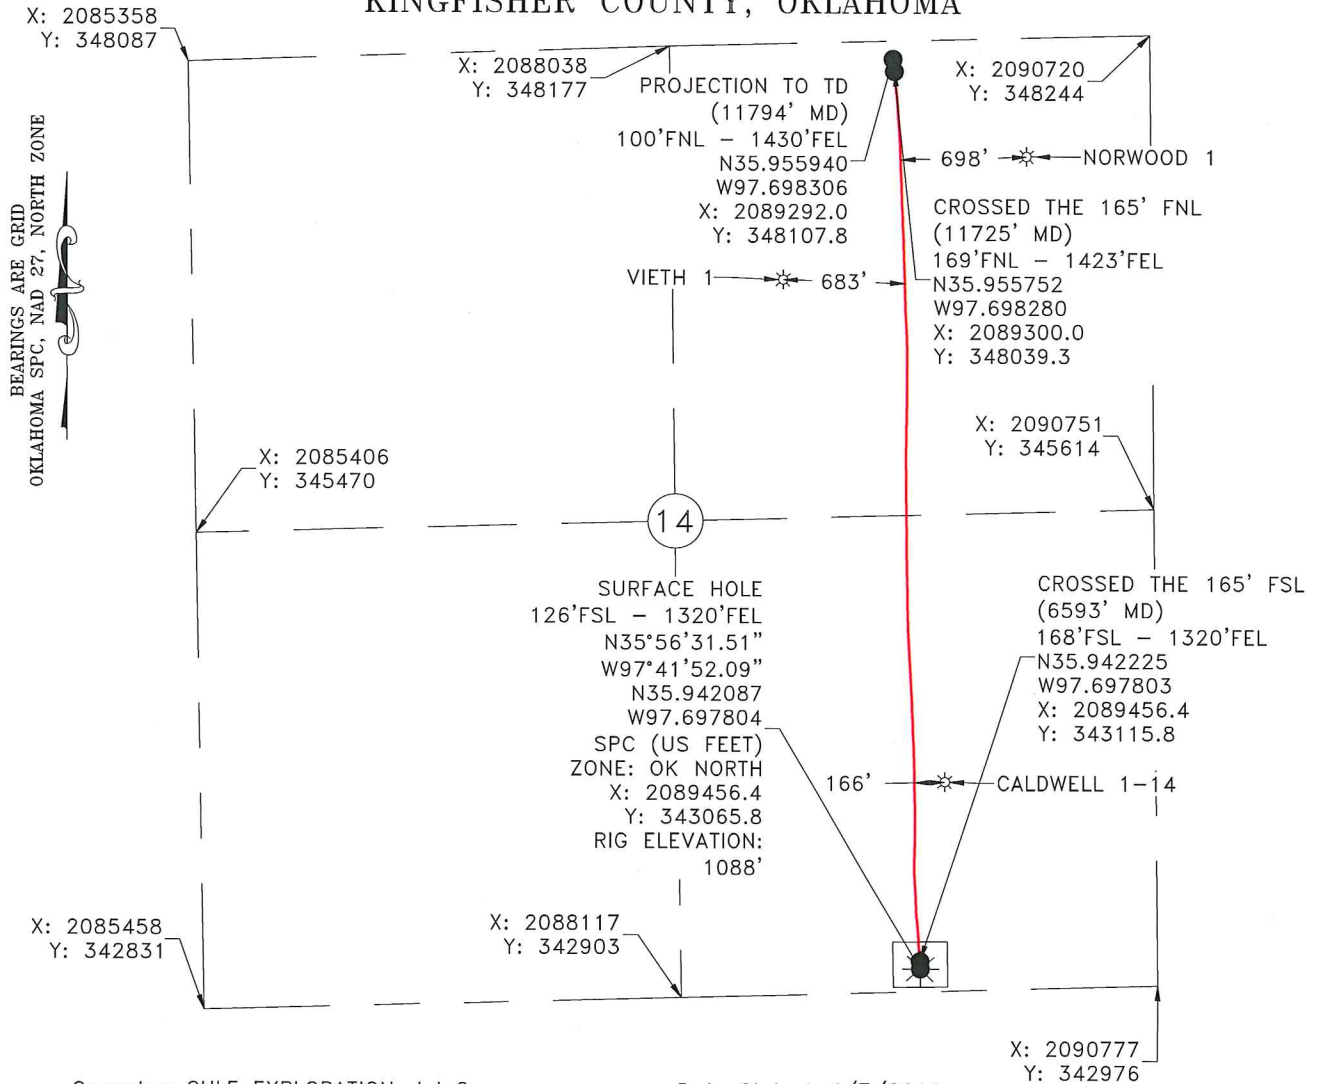 KINGFISHER COUNTY, OKLAHOMA
X: 2085358
Y: 348087
X: 2088038
Y: 348177
X: 2090720
Y: 348244
PROJECTION TO TD
(11794' MD)
100'FNL – 1430'FEL
N35.955940
W97.698306
X: 2089292.0
Y: 348107.8
698'
NORWOOD 1
CROSSED THE 165' FNL
(11725' MD)
169'FNL – 1423'FEL
N35.955752
W97.698280
X: 2089300.0
Y: 348039.3
BEARINGS ARE GRID
OKLAHOMA SPC, NAD 27, NORTH ZONE
VIETH 1
683'
X: 2085406
Y: 345470
X: 2090751
Y: 345614
14
SURFACE HOLE
126'FSL – 1320'FEL
N35°56'31.51"
W97°41'52.09"
N35.942087
W97.697804
SPC (US FEET)
ZONE: OK NORTH
X: 2089456.4
Y: 343065.8
RIG ELEVATION:
1088'
CROSSED THE 165' FSL
(6593' MD)
168'FSL – 1320'FEL
N35.942225
W97.697803
X: 2089456.4
Y: 343115.8
166'
CALDWELL 1-14
X: 2085458
Y: 342831
X: 2088117
Y: 342903
X: 2090777
Y: 342976